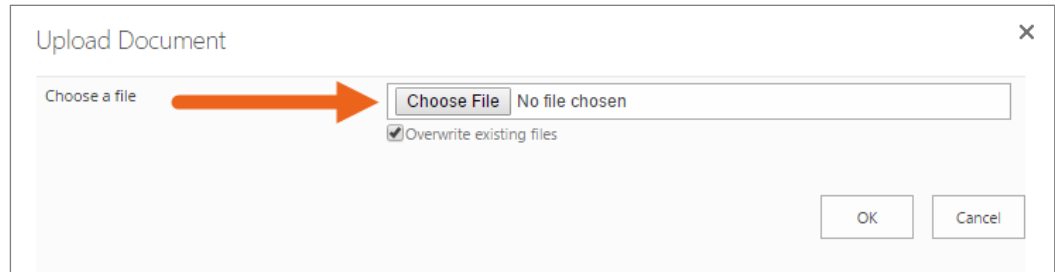 Upload Document
Choose a file
Choose File No file chosen
Overwrite existing files
OK
Cancel